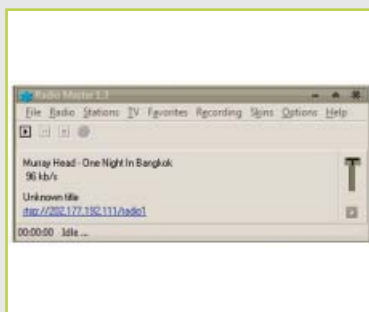 Radio Master 1.3
File Radio Stations TV Favorites Recording Skins Options Help
Murray Head - One Night In Bangkok
96 kb/s
Unknown title
rtsp://202.177.192.111/radio1
00:00:00 Idle ...